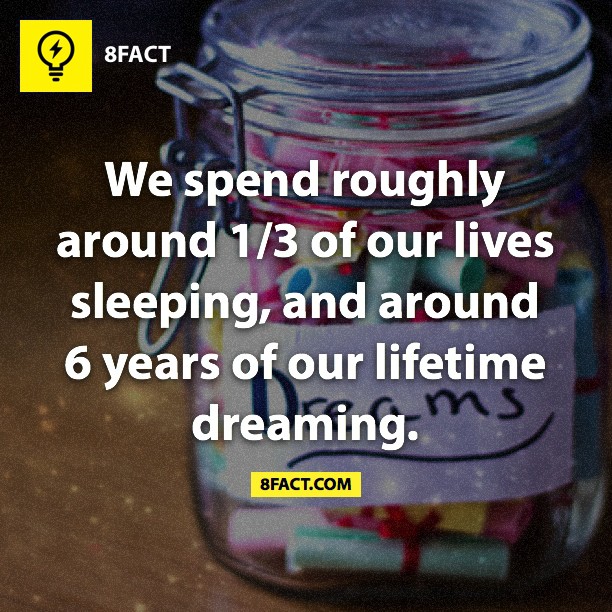 8FACT
We spend roughly
around 1/3 of our lives
sleeping, and around
6 years of our lifetime
Dreams
dreaming.
8FACT.COM